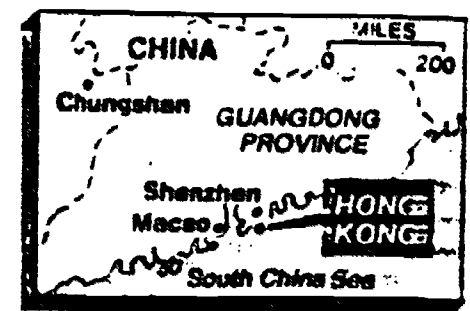 CHINA
MILES
0 200
Chungshan
GUANGDONG
PROVINCE
Shenzhen
Macao
HONG
KONG
South China Sea